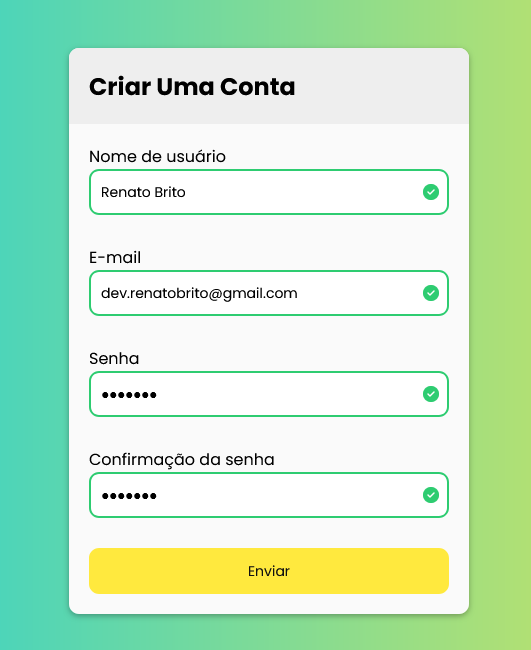 Criar Uma Conta
Nome de usuário
Renato Brito
E-mail
dev.renatobrito@gmail.com
Senha
•••••••
Confirmação da senha
•••••••
Enviar